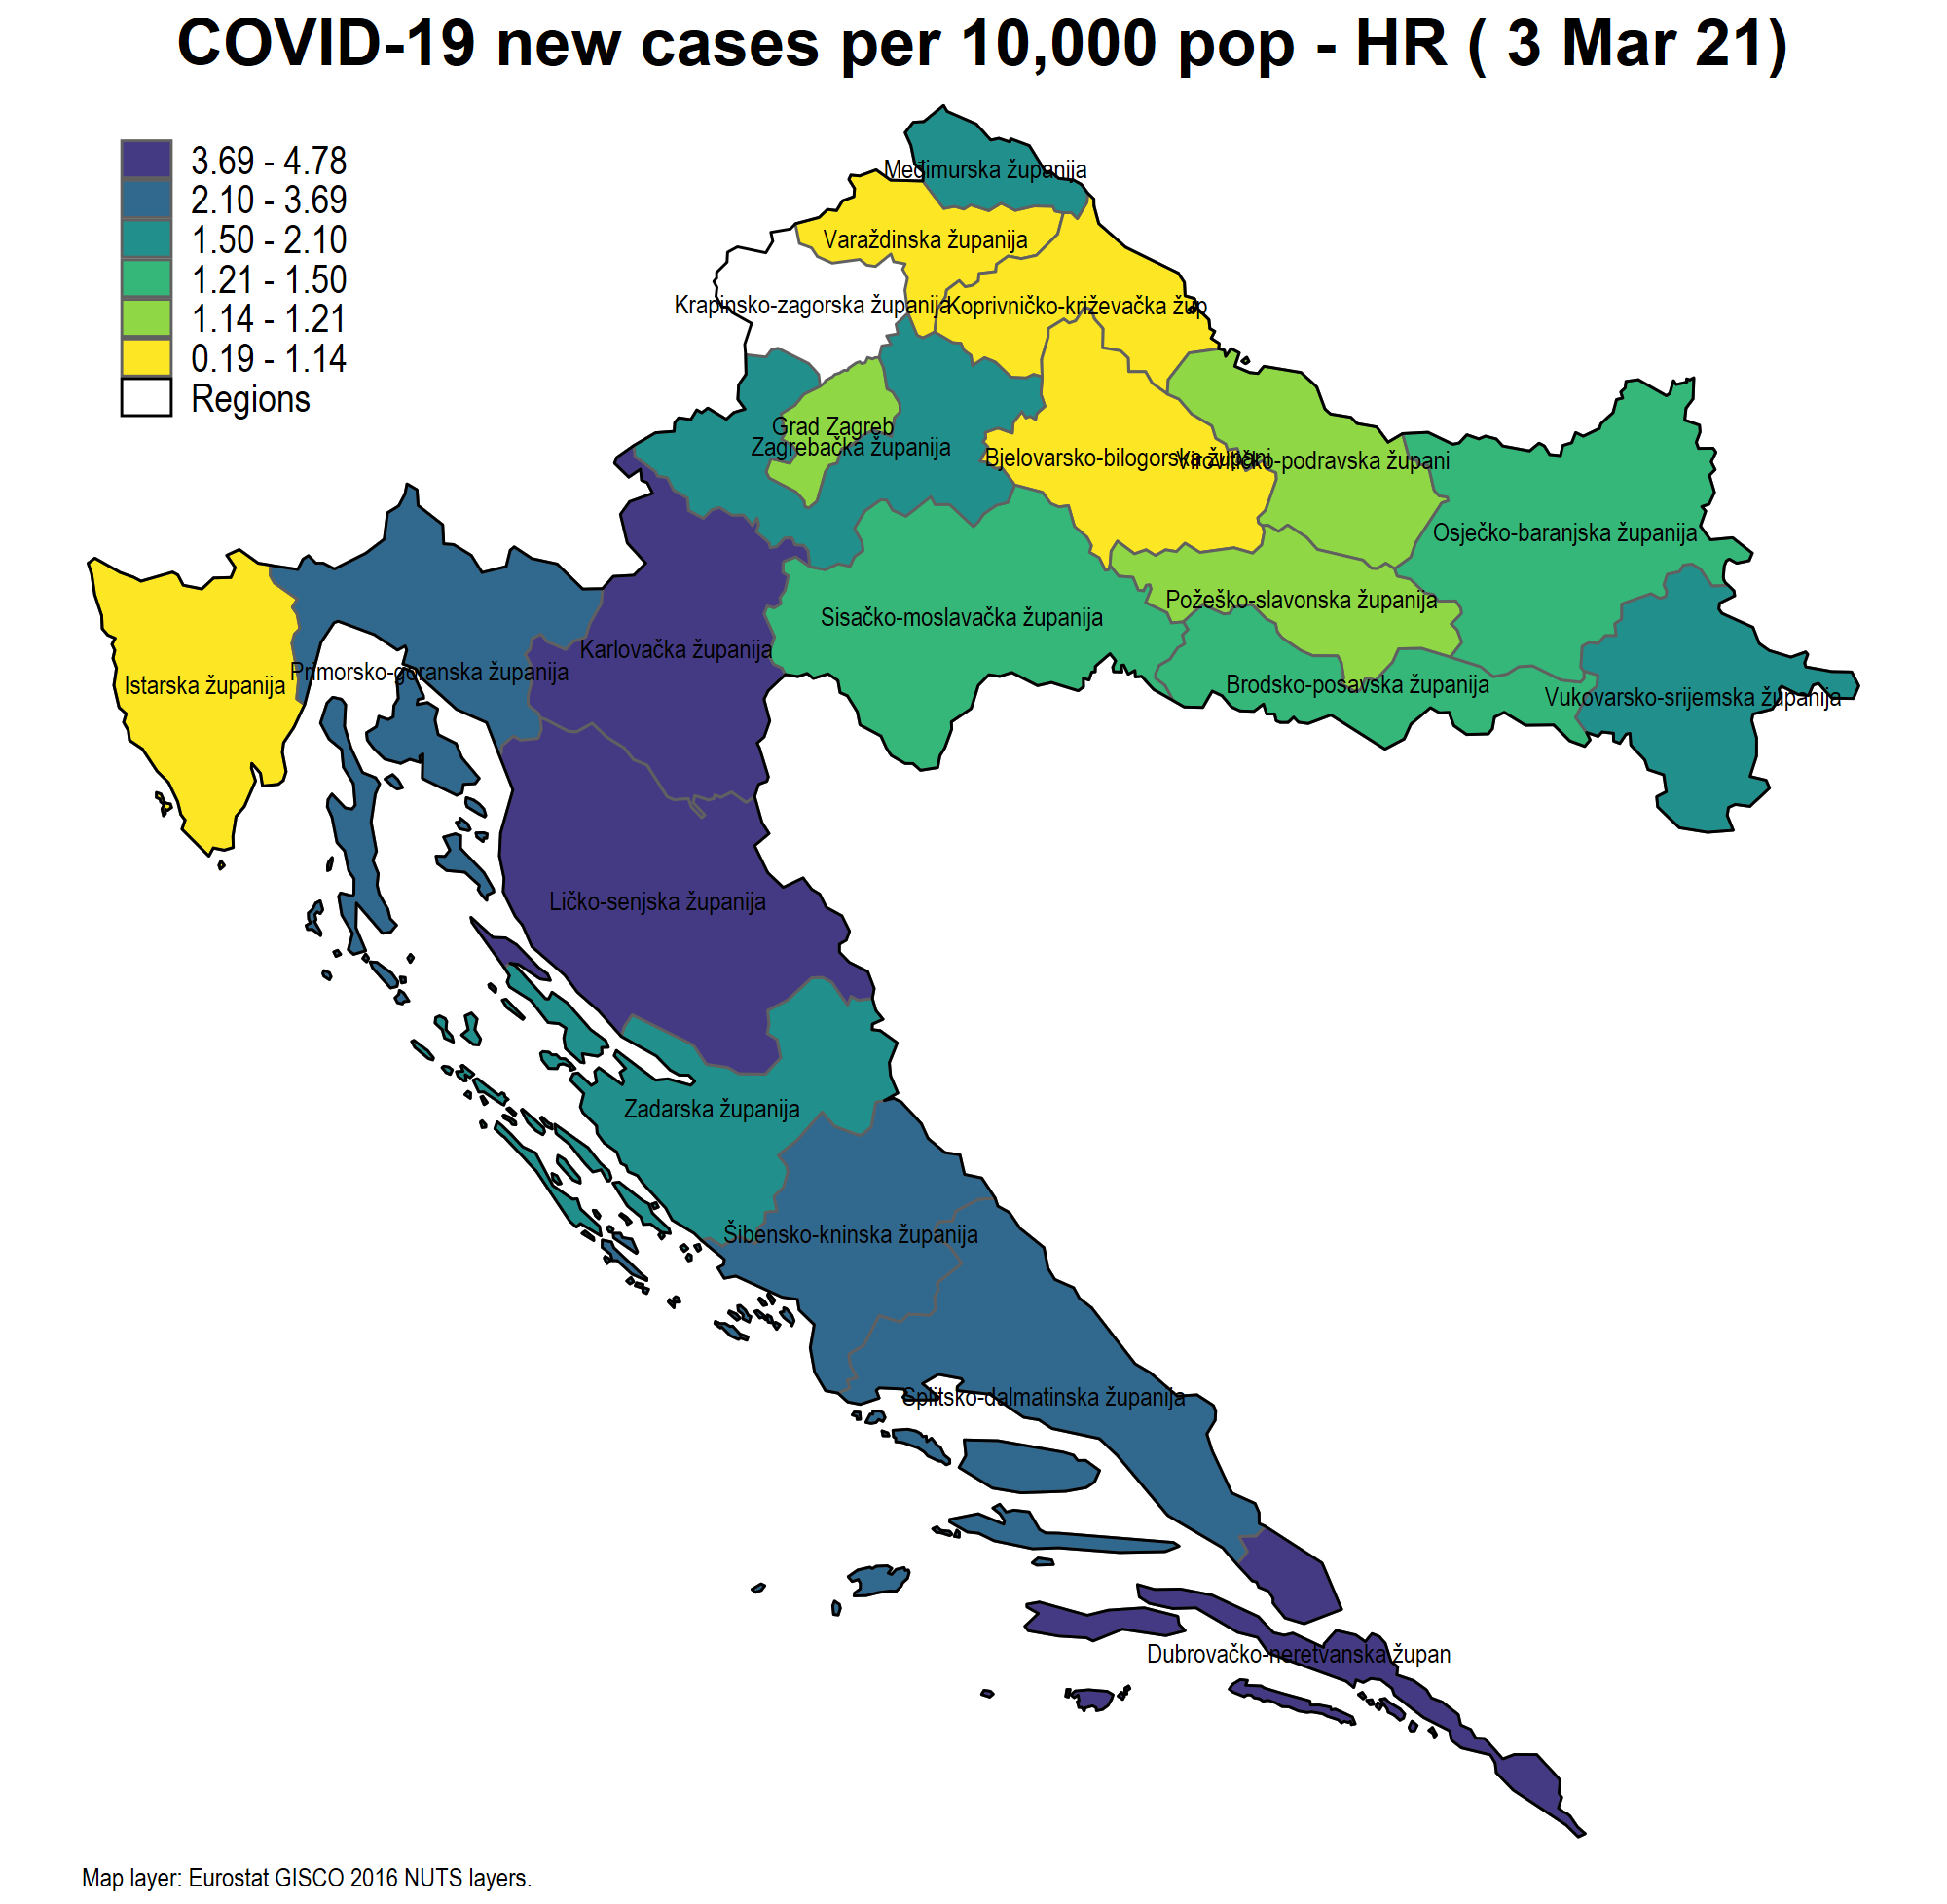 COVID-19 new cases per 10,000 pop - HR ( 3 Mar 21)
3.69 - 4.78
2.10 - 3.69
1.50 - 2.10
1.21 - 1.50
1.14 - 1.21
0.19 - 1.14
Regions
Međimurska županija
Varaždinska županija
Krapinsko-zagorska županija
Koprivničko-križevačka žup
Grad Zagreb
Zagrebačka županija
Bjelovarsko-bilogorska župani
Virovitičko-podravska župani
Osječko-baranjska županija
Požeško-slavonska županija
Sisačko-moslavačka županija
Karlovačka županija
Primorsko-goranska županija
Istarska županija
Brodsko-posavska županija
Vukovarsko-srijemska županija
Ličko-senjska županija
Zadarska županija
Šibensko-kninska županija
Splitsko-dalmatinska županija
Dubrovačko-neretvanska župan
Map layer: Eurostat GISCO 2016 NUTS layers.